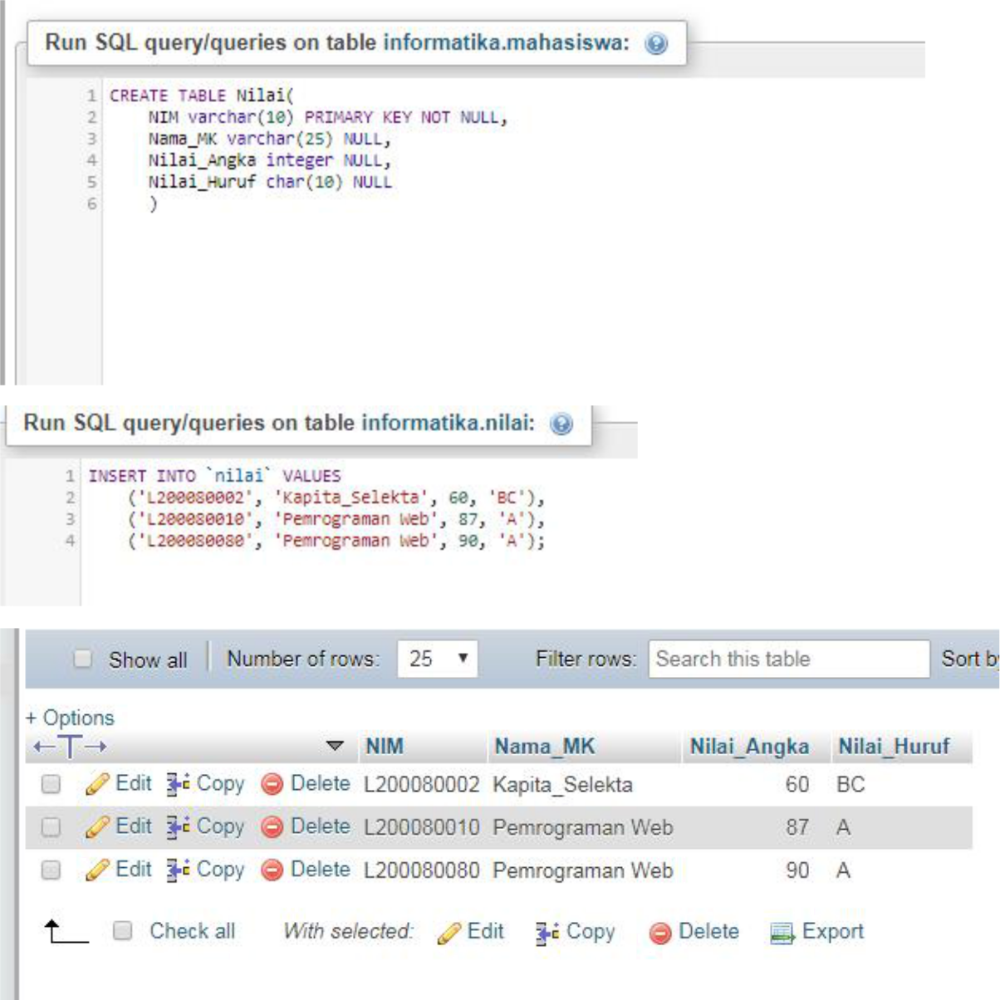 Run SQL query/queries on table informatika.mahasiswa:
1 CREATE TABLE Nilai(
2 NIM varchar(10) PRIMARY KEY NOT NULL,
3 Nama_MK varchar(25) NULL,
4 Nilai_Angka integer NULL,
5 Nilai_Huruf char(10) NULL
6 )
Run SQL query/queries on table informatika.nilai:
1 INSERT INTO `nilai` VALUES
2 ('L200080002', 'Kapita_Selekta', 60, 'BC'),
3 ('L200080010', 'Pemrograman Web', 87, 'A'),
4 ('L200080080', 'Pemrograman Web', 90, 'A');
Show all Number of rows: 25 Filter rows: Search this table Sort by
+ Options
NIM Nama_MK Nilai_Angka Nilai_Huruf
Edit Copy Delete L200080002 Kapita_Selekta 60 BC
Edit Copy Delete L200080010 Pemrograman Web 87 A
Edit Copy Delete L200080080 Pemrograman Web 90 A
Check all With selected: Edit Copy Delete Export